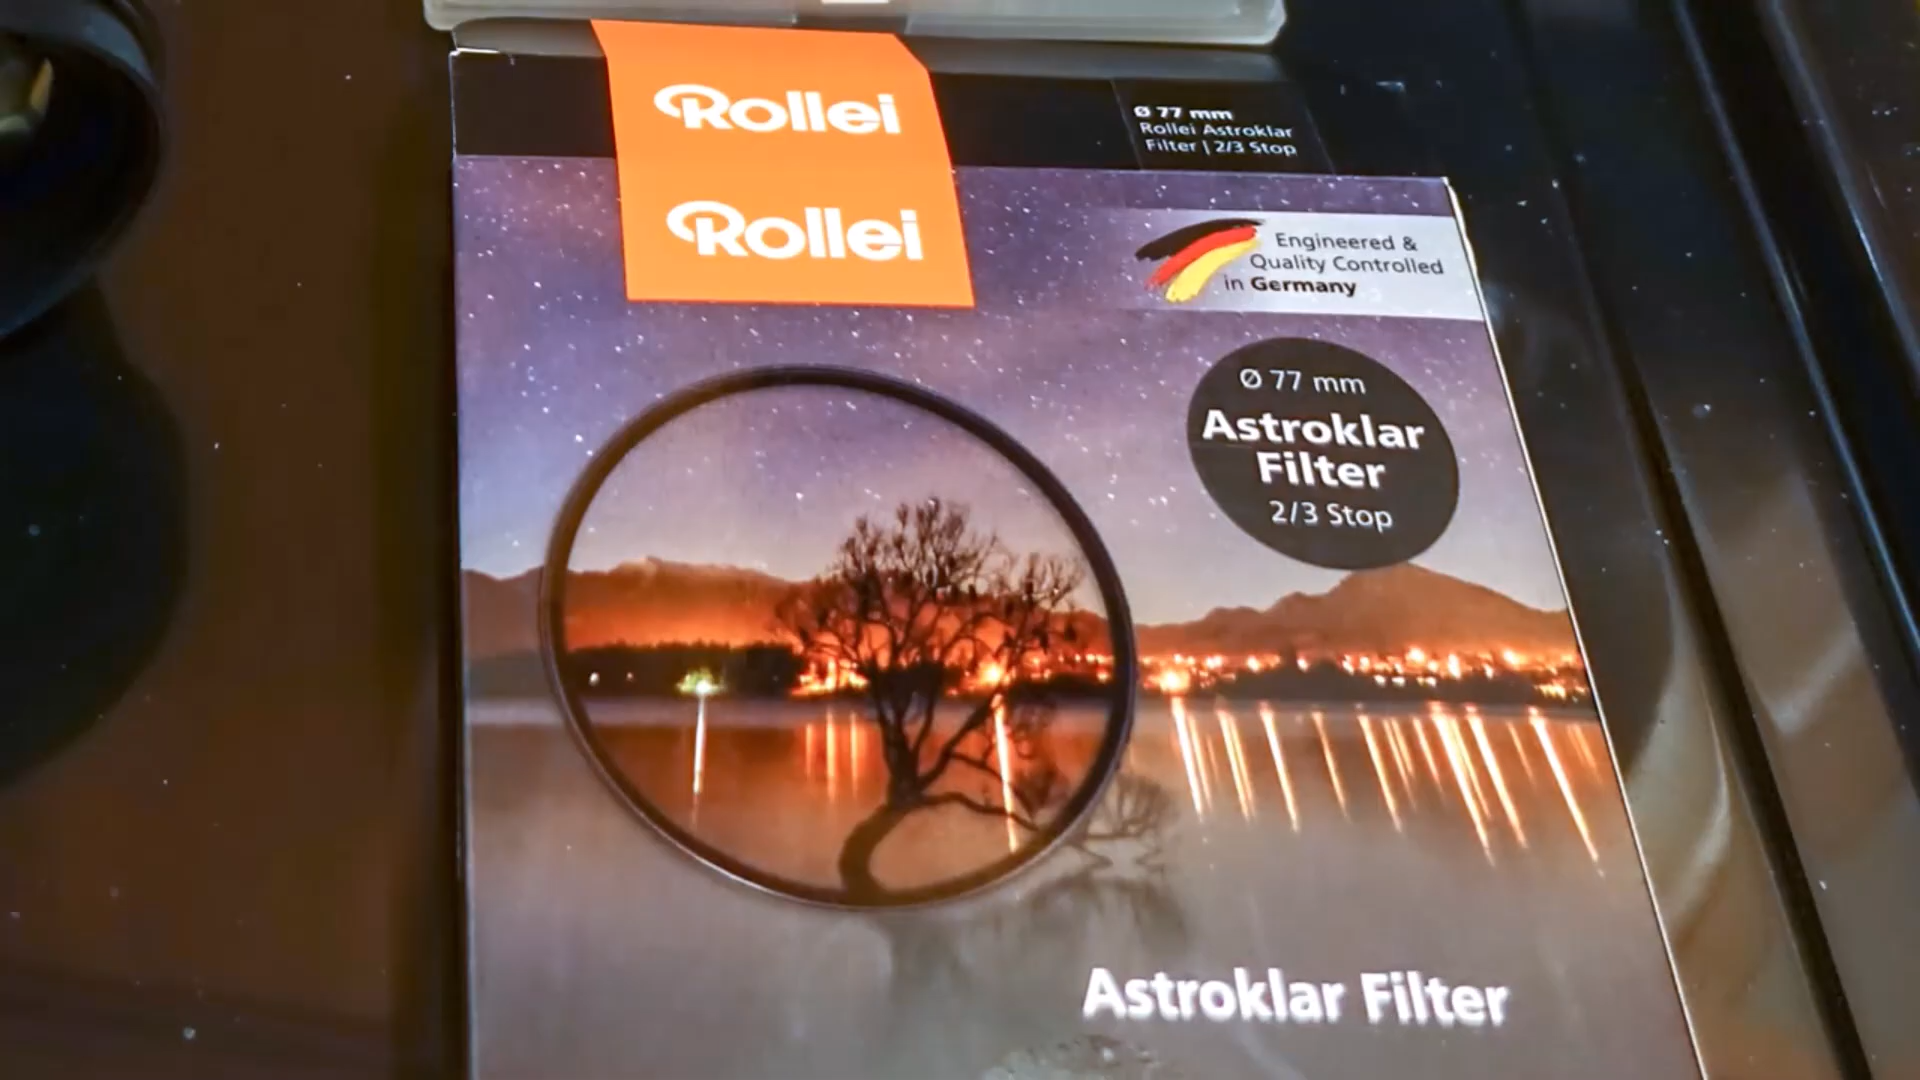 Rollei
Ø 77 mm
Rollei Astroklar
Filter | 2/3 Stop
Rollei
Engineered &
Quality Controlled
in Germany
Ø 77 mm
Astroklar
Filter
2/3 Stop
Astroklar Filter